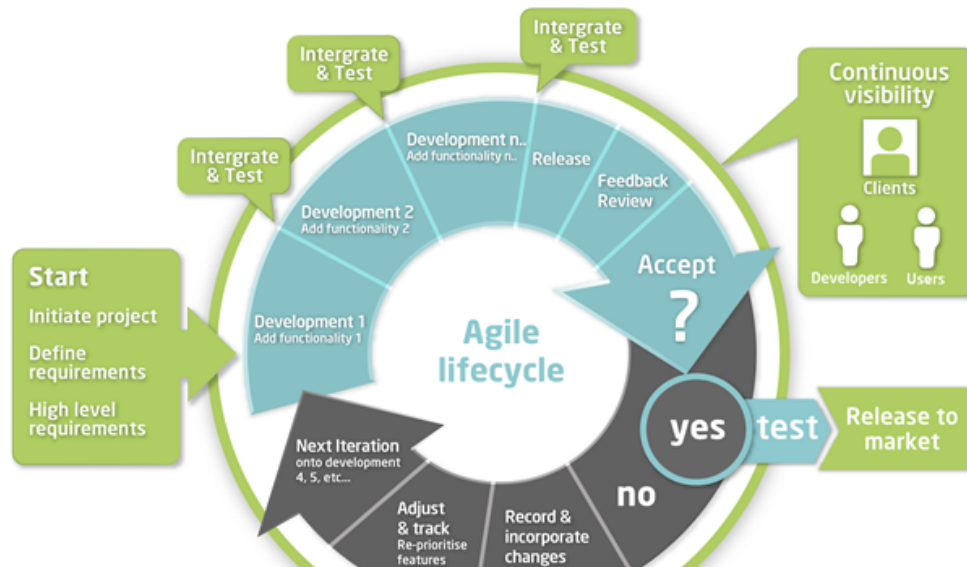 Start
Initiate project
Define
requirements
High level
requirements
Intergrate
& Test
Intergrate
& Test
Intergrate
& Test
Development 1
Add functionality 1
Development 2
Add functionality 2
Development n..
Add functionality n..
Release
Feedback
Review
Accept
?
Agile
lifecycle
Continuous
visibility
Clients
Developers
Users
yes
test
Release to
market
no
Record &
incorporate
changes
Adjust
& track
Re-prioritise
features
Next Iteration
onto development
4, 5, etc...